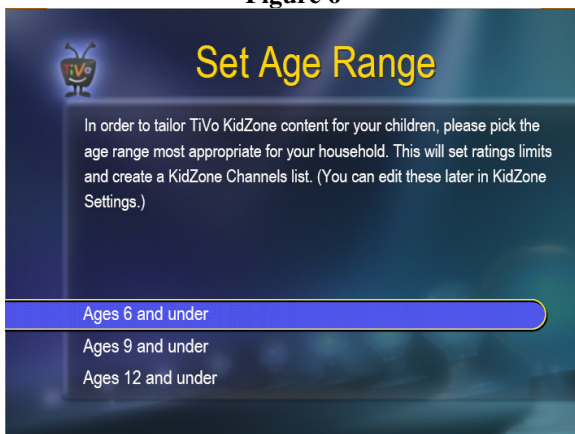 Figure 6
TiVo
Set Age Range
In order to tailor TiVo KidZone content for your children, please pick the
age range most appropriate for your household. This will set ratings limits
and create a KidZone Channels list. (You can edit these later in KidZone
Settings.)
Ages 6 and under
Ages 9 and under
Ages 12 and under